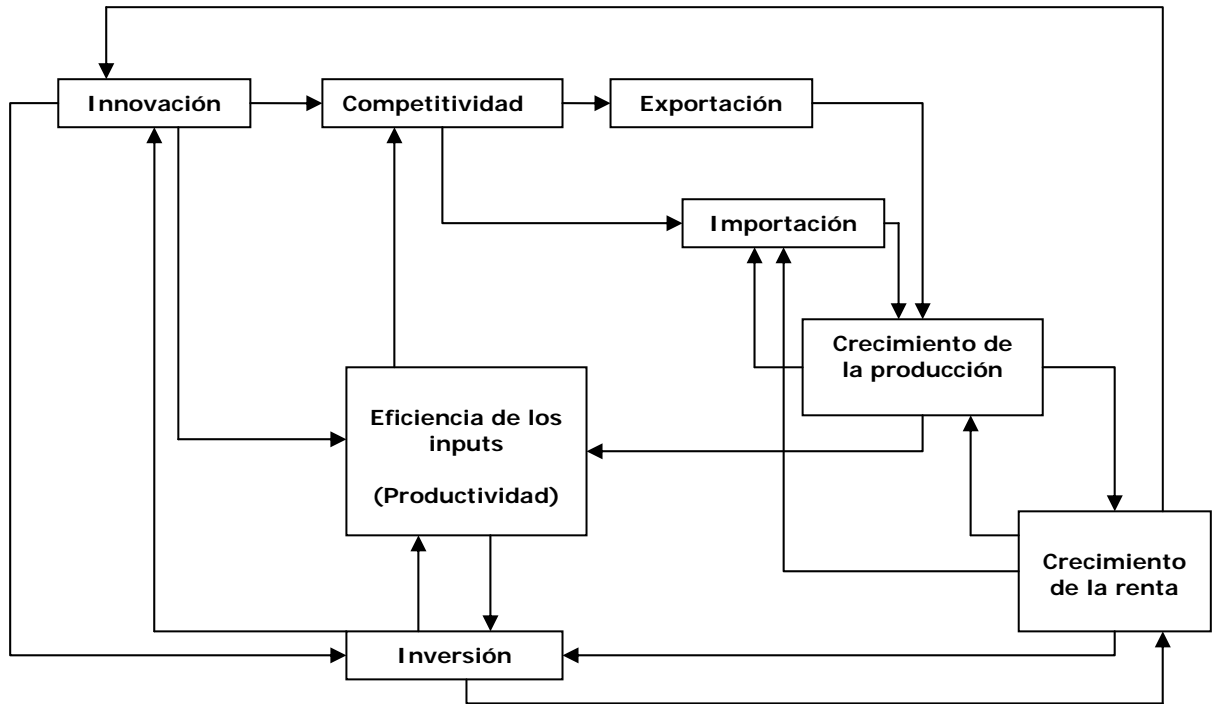 Innovación
Competitividad
Exportación
Importación
Crecimiento de
la producción
Eficiencia de los
inputs
(Productividad)
Crecimiento
de la renta
Inversión